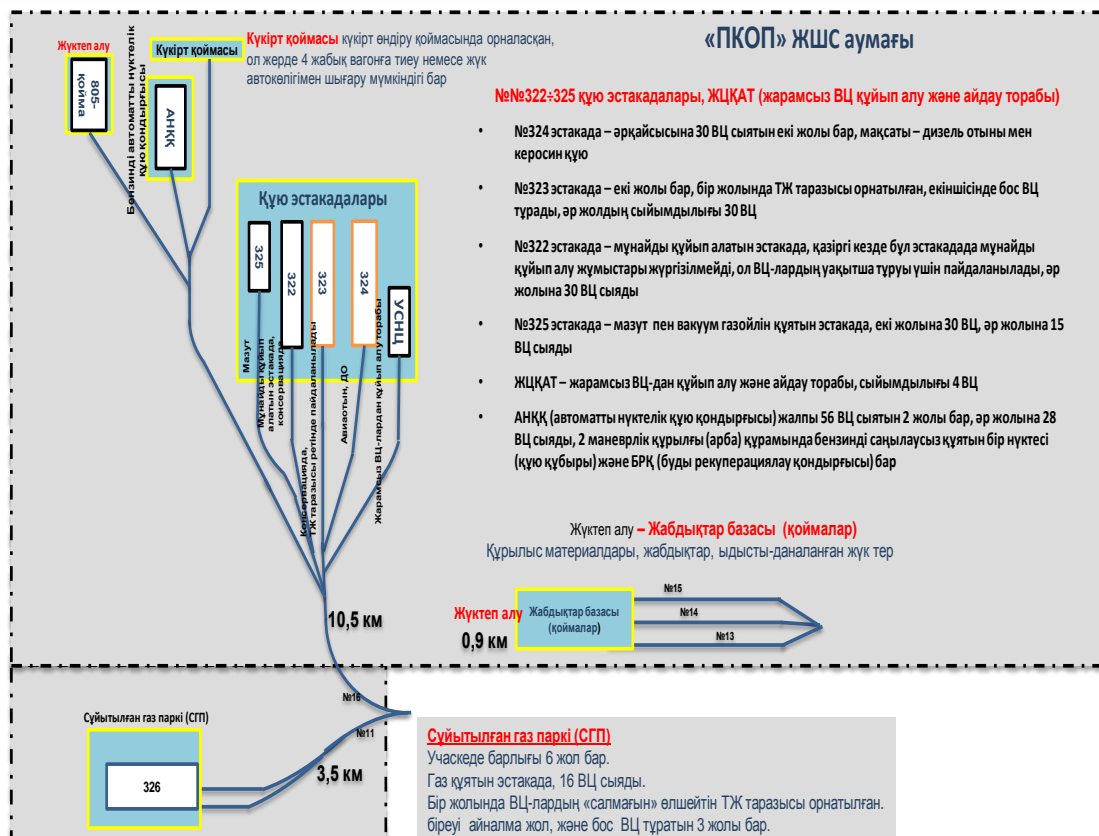 «ПКОП» ЖШС аумағы
Жүктеп алу
805-
қойма
Бензинді автоматты нүктелік
құю қондырғысы
АНҚҚ
Күкірт қоймасы
Күкірт қоймасы күкірт өндіру қоймасында орналасқан,
ол жерде 4 жабық вагонға тиеу немесе жүк
автокөлігімен шығару мүмкіндігі бар
№№322÷325 құю эстакадалары, ЖЦҚАТ (жарамсыз ВЦ құйып алу және айдау торабы)
• №324 эстакада – әрқайсысына 30 ВЦ сыятын екі жолы бар, мақсаты – дизель отыны мен
керосин құю
• №323 эстакада – екі жолы бар, бір жолында ТЖ таразысы орнатылған, екіншісінде бос ВЦ
тұрады, әр жолдың сыйымдылығы 30 ВЦ
• №322 эстакада – мұнайды құйып алатын эстакада, қазіргі кезде бұл эстакадада мұнайды
құйып алу жұмыстары жүргізілмейді, ол ВЦ-лардың уақытша тұруы үшін пайдаланылады, әр
жолына 30 ВЦ сыяды
• №325 эстакада – мазут пен вакуум газойлін құятын эстакада, екі жолына 30 ВЦ, әр жолына 15
ВЦ сыяды
• ЖЦҚАТ – жарамсыз ВЦ-дан құйып алу және айдау торабы, сыйымдылығы 4 ВЦ
• АНҚҚ (автоматты нүктелік құю қондырғысы) жалпы 56 ВЦ сыятын 2 жолы бар, әр жолына 28
ВЦ сыяды, 2 маневрлік құрылғы (арба) құрамында бензинді саңылаусыз құятын бір нүктесі
(құю құбыры) және БРҚ (буды рекуперациялау қондырғысы) бар
Құю эстакадалары
325
322
323
324
УСНЦ
Мазут
Мұнайды құйып
алатын эстакада,
консервацияда
Консервацияда,
ТЖ таразысы ретінде пайдаланылады
Авиаотын, ДО
Жарамсыз ВЦ-лардан құйып алу торабы
Жүктеп алу – Жабдықтар базасы (қоймалар)
Құрылыс материалдары, жабдықтар, ыдысты-даналанған жүк тер
Жүктеп алу
0,9 км
Жабдықтар базасы
(қоймалар)
№15
№14
№13
10,5 км
№16
№11
3,5 км
Сұйытылған газ паркі (СГП)
326
Сұйытылған газ паркі (СГП)
Учаскеде барлығы 6 жол бар.
Газ құятын эстакада, 16 ВЦ сыяды.
Бір жолында ВЦ-лардың «салмағын» өлшейтін ТЖ таразысы орнатылған.
біреуі айналма жол, және бос ВЦ тұратын 3 жолы бар.